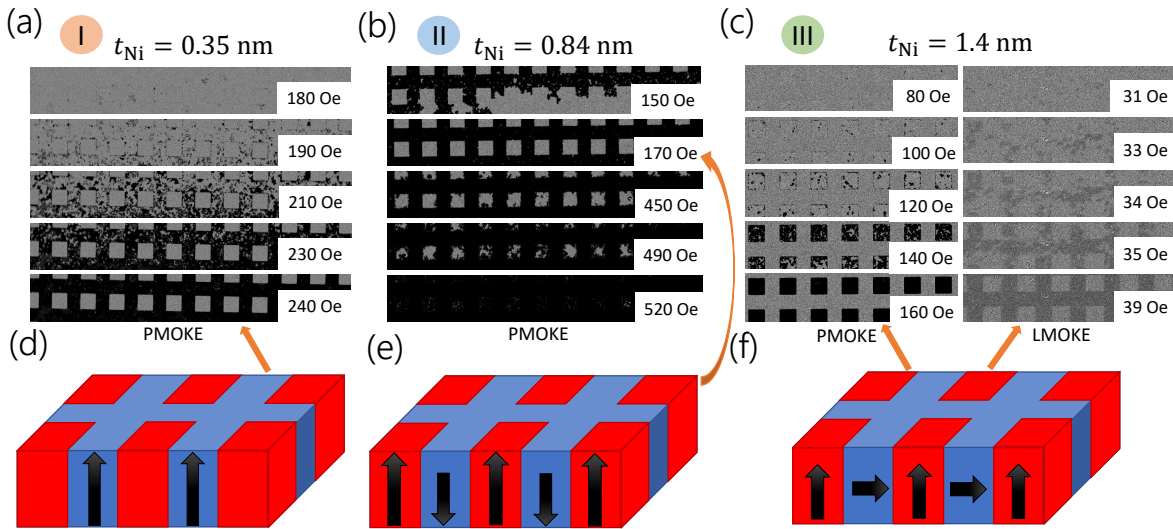 (a) I t_Ni = 0.35 nm
180 Oe
190 Oe
210 Oe
230 Oe
240 Oe
PMOKE
(b) II t_Ni = 0.84 nm
150 Oe
170 Oe
450 Oe
490 Oe
520 Oe
PMOKE
(c) III t_Ni = 1.4 nm
80 Oe
100 Oe
120 Oe
140 Oe
160 Oe
PMOKE
31 Oe
33 Oe
34 Oe
35 Oe
39 Oe
LMOKE
(d)
(e)
(f)